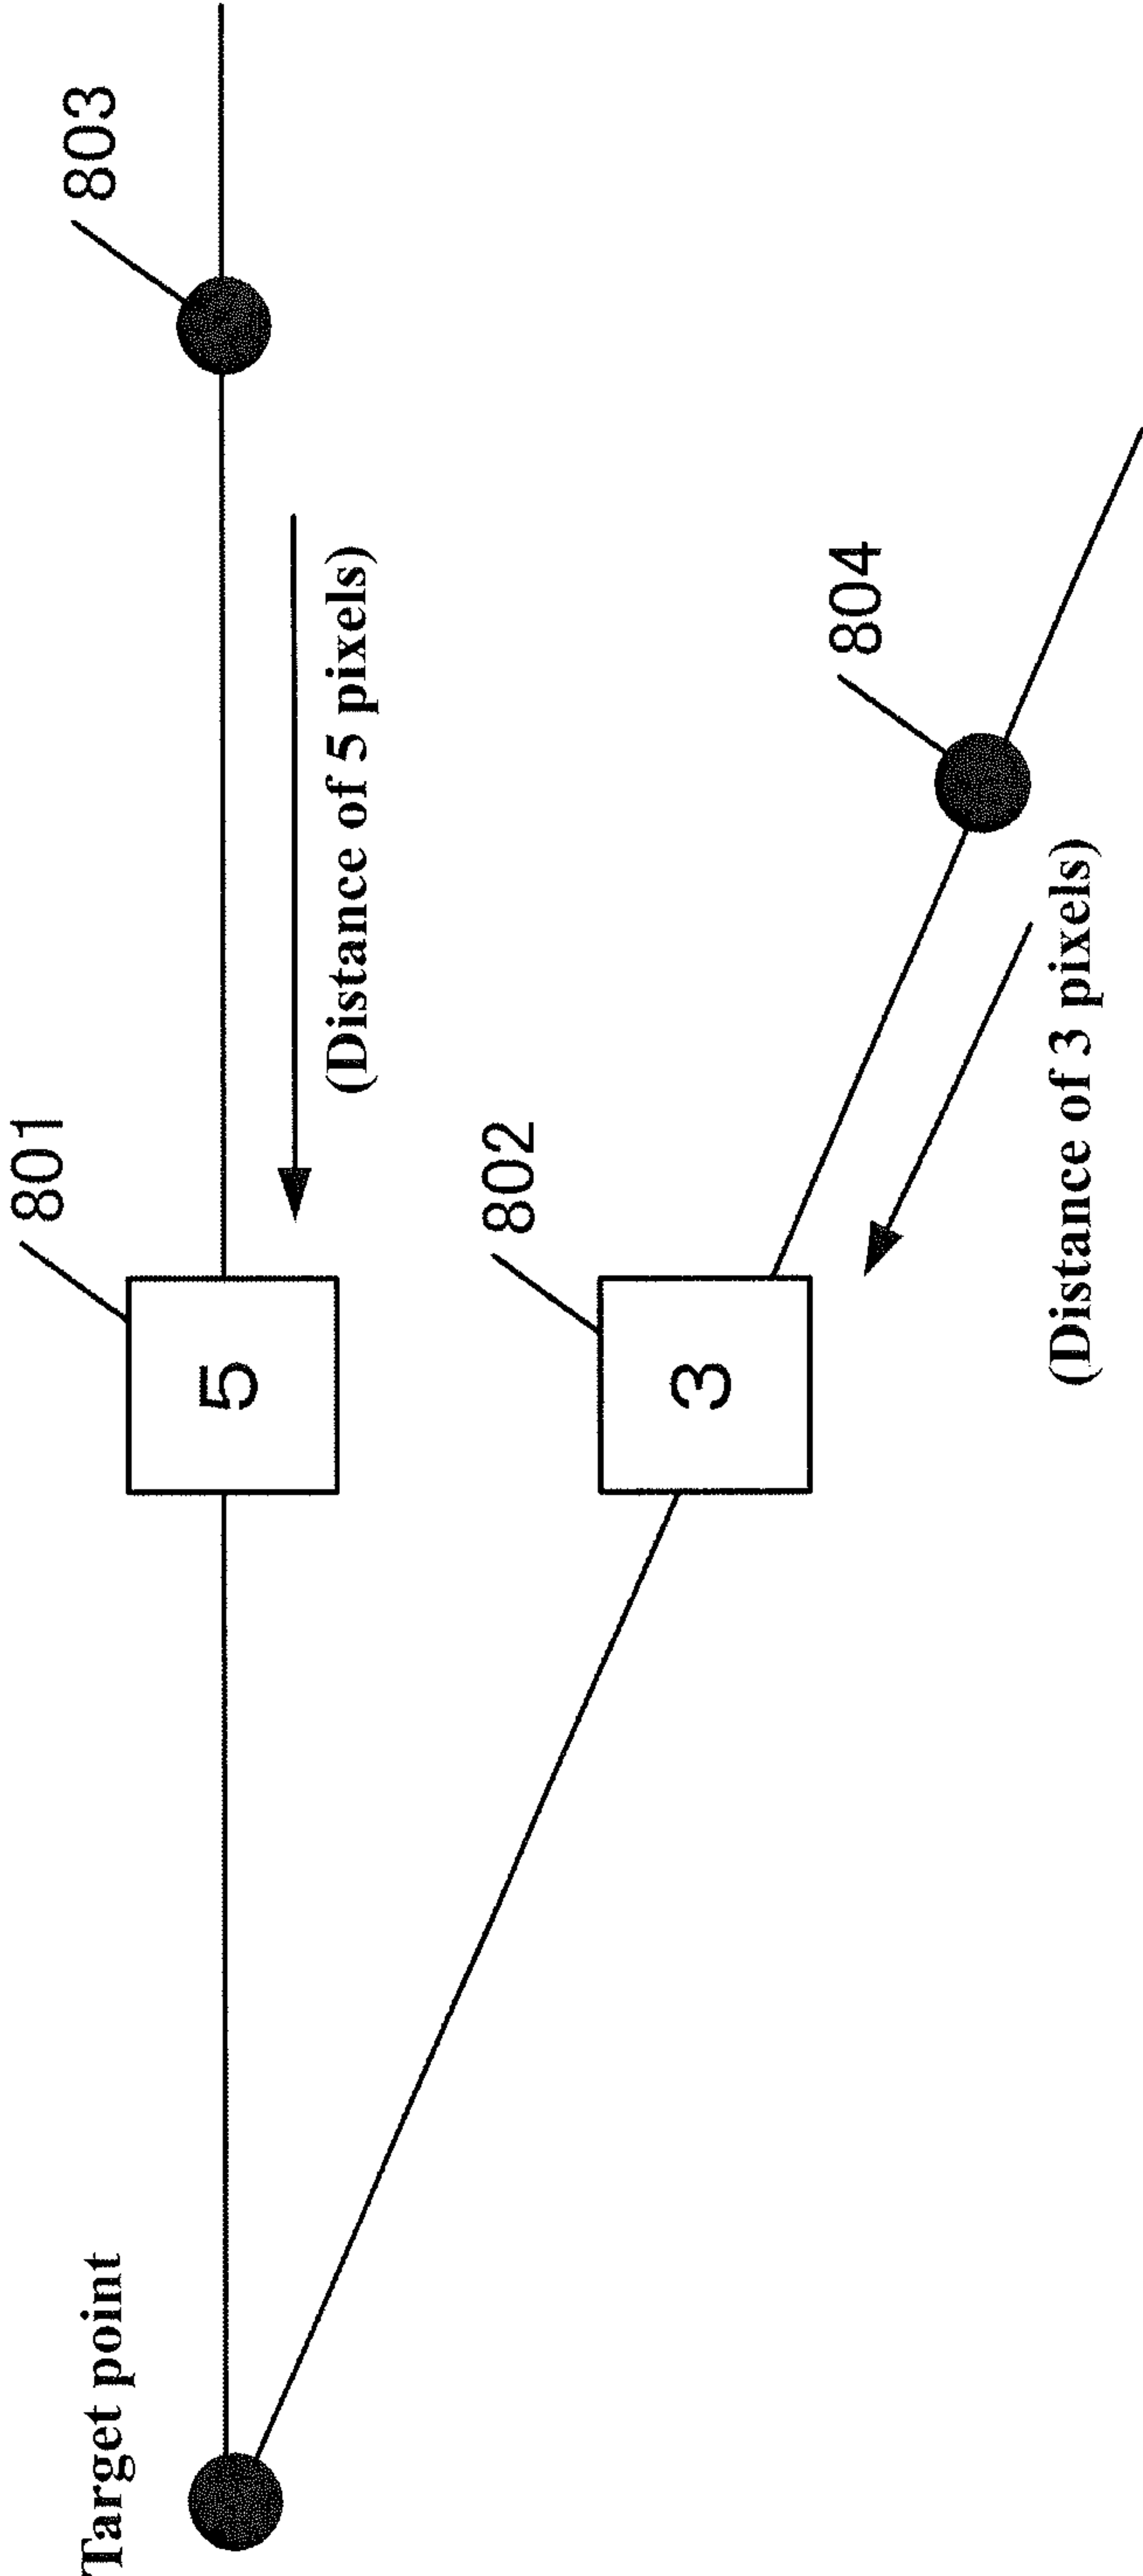 801
803
Target point
5
(Distance of 5 pixels)
802
3
804
(Distance of 3 pixels)